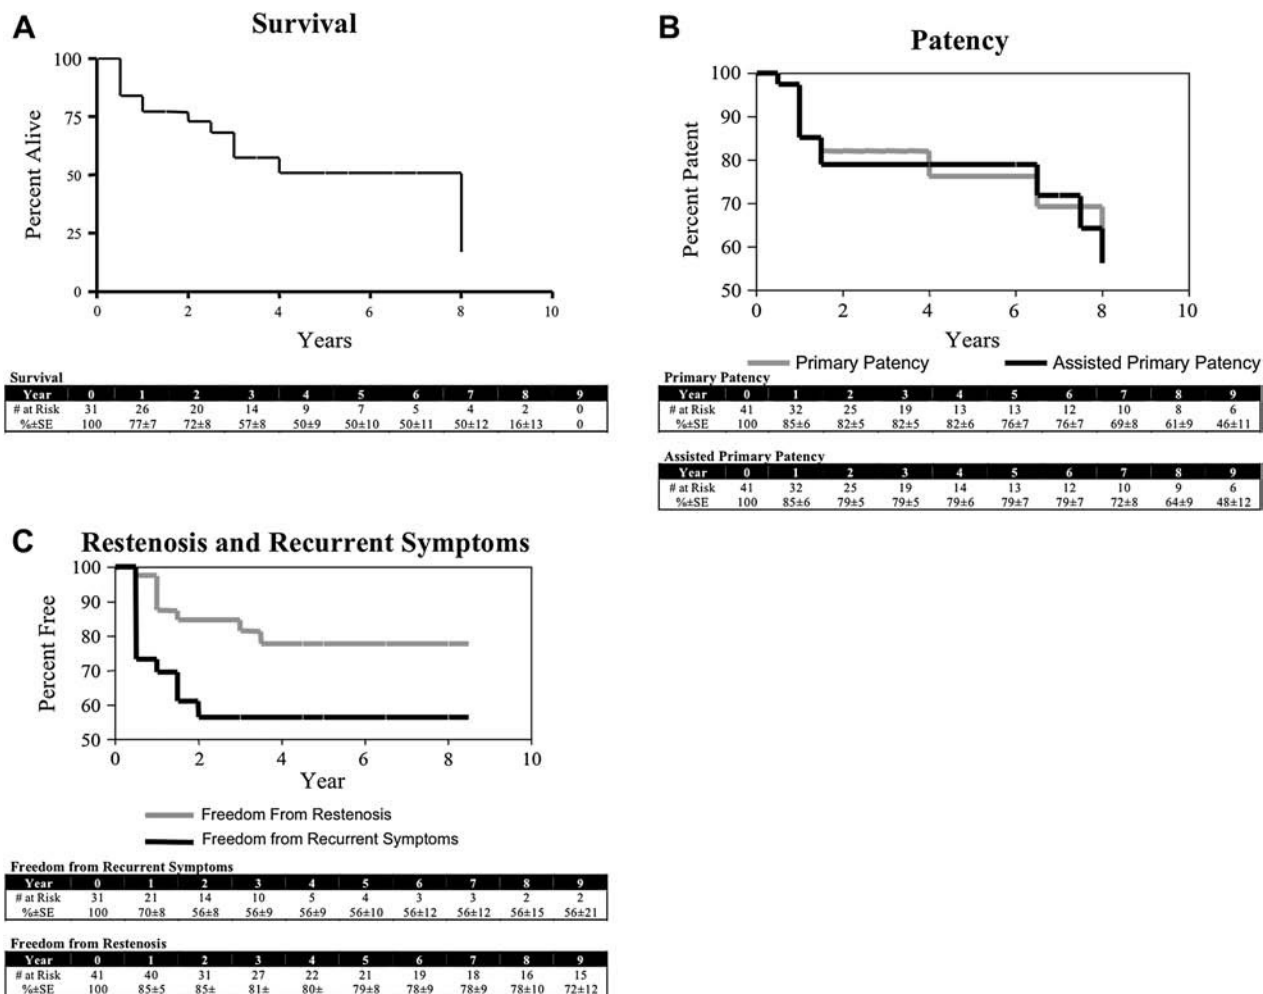 A
Survival
100
75
50
25
0
Percent Alive
0 2 4 6 8 10
Years
Survival
Year 0 1 2 3 4 5 6 7 8 9
# at Risk 31 26 20 14 9 7 5 4 2 0
%±SE 100 77±7 72±8 57±8 50±9 50±10 50±11 50±12 16±13 0
B
Patency
100
90
80
70
60
50
Percent Patent
0 2 4 6 8 10
Years
Primary Patency Assisted Primary Patency
Primary Patency
Year 0 1 2 3 4 5 6 7 8 9
# at Risk 41 32 25 19 13 13 12 10 8 6
%±SE 100 85±6 82±5 82±5 82±6 76±7 76±7 69±8 61±9 46±11
Assisted Primary Patency
Year 0 1 2 3 4 5 6 7 8 9
# at Risk 41 32 25 19 14 13 12 10 9 6
%±SE 100 85±6 79±5 79±5 79±6 79±7 79±7 72±8 64±9 48±12
C
Restenosis and Recurrent Symptoms
100
90
80
70
60
50
Percent Free
0 2 4 6 8 10
Year
Freedom From Restenosis
Freedom from Recurrent Symptoms
Freedom from Recurrent Symptoms
Year 0 1 2 3 4 5 6 7 8 9
# at Risk 31 21 14 10 5 4 3 3 2 2
%±SE 100 70±8 56±8 56±9 56±9 56±10 56±12 56±12 56±15 56±21
Freedom from Restenosis
Year 0 1 2 3 4 5 6 7 8 9
# at Risk 41 40 31 27 22 21 19 18 16 15
%±SE 100 85±5 85± 81± 80± 79±8 78±9 78±9 78±10 72±12